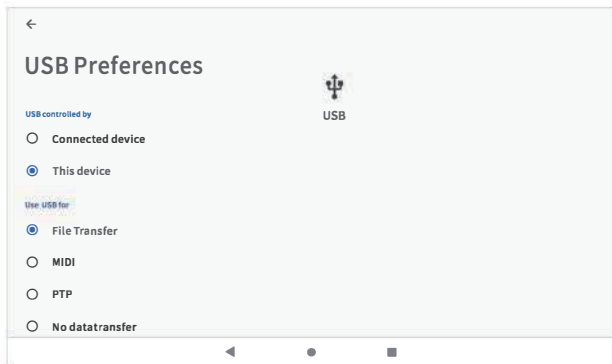 USB Preferences
USB
USB controlled by
Connected device
This device
Use USB for
File Transfer
MIDI
PTP
No datatransfer